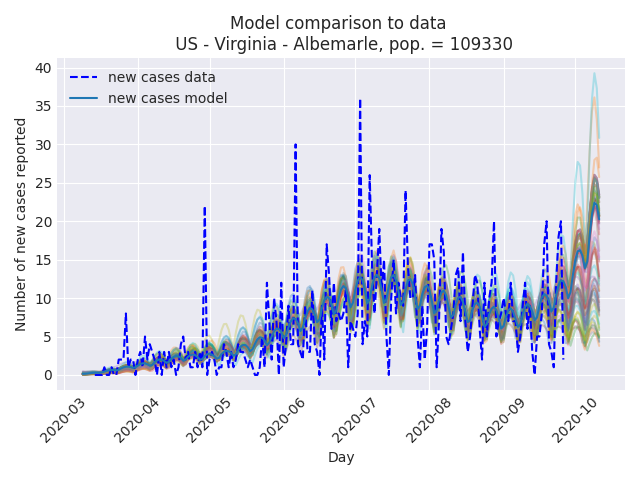 Model comparison to data
US - Virginia - Albemarle, pop. = 109330
new cases data
new cases model
Number of new cases reported
40
35
30
25
20
15
10
5
0
2020-03
2020-04
2020-05
2020-06
2020-07
2020-08
2020-09
2020-10
Day